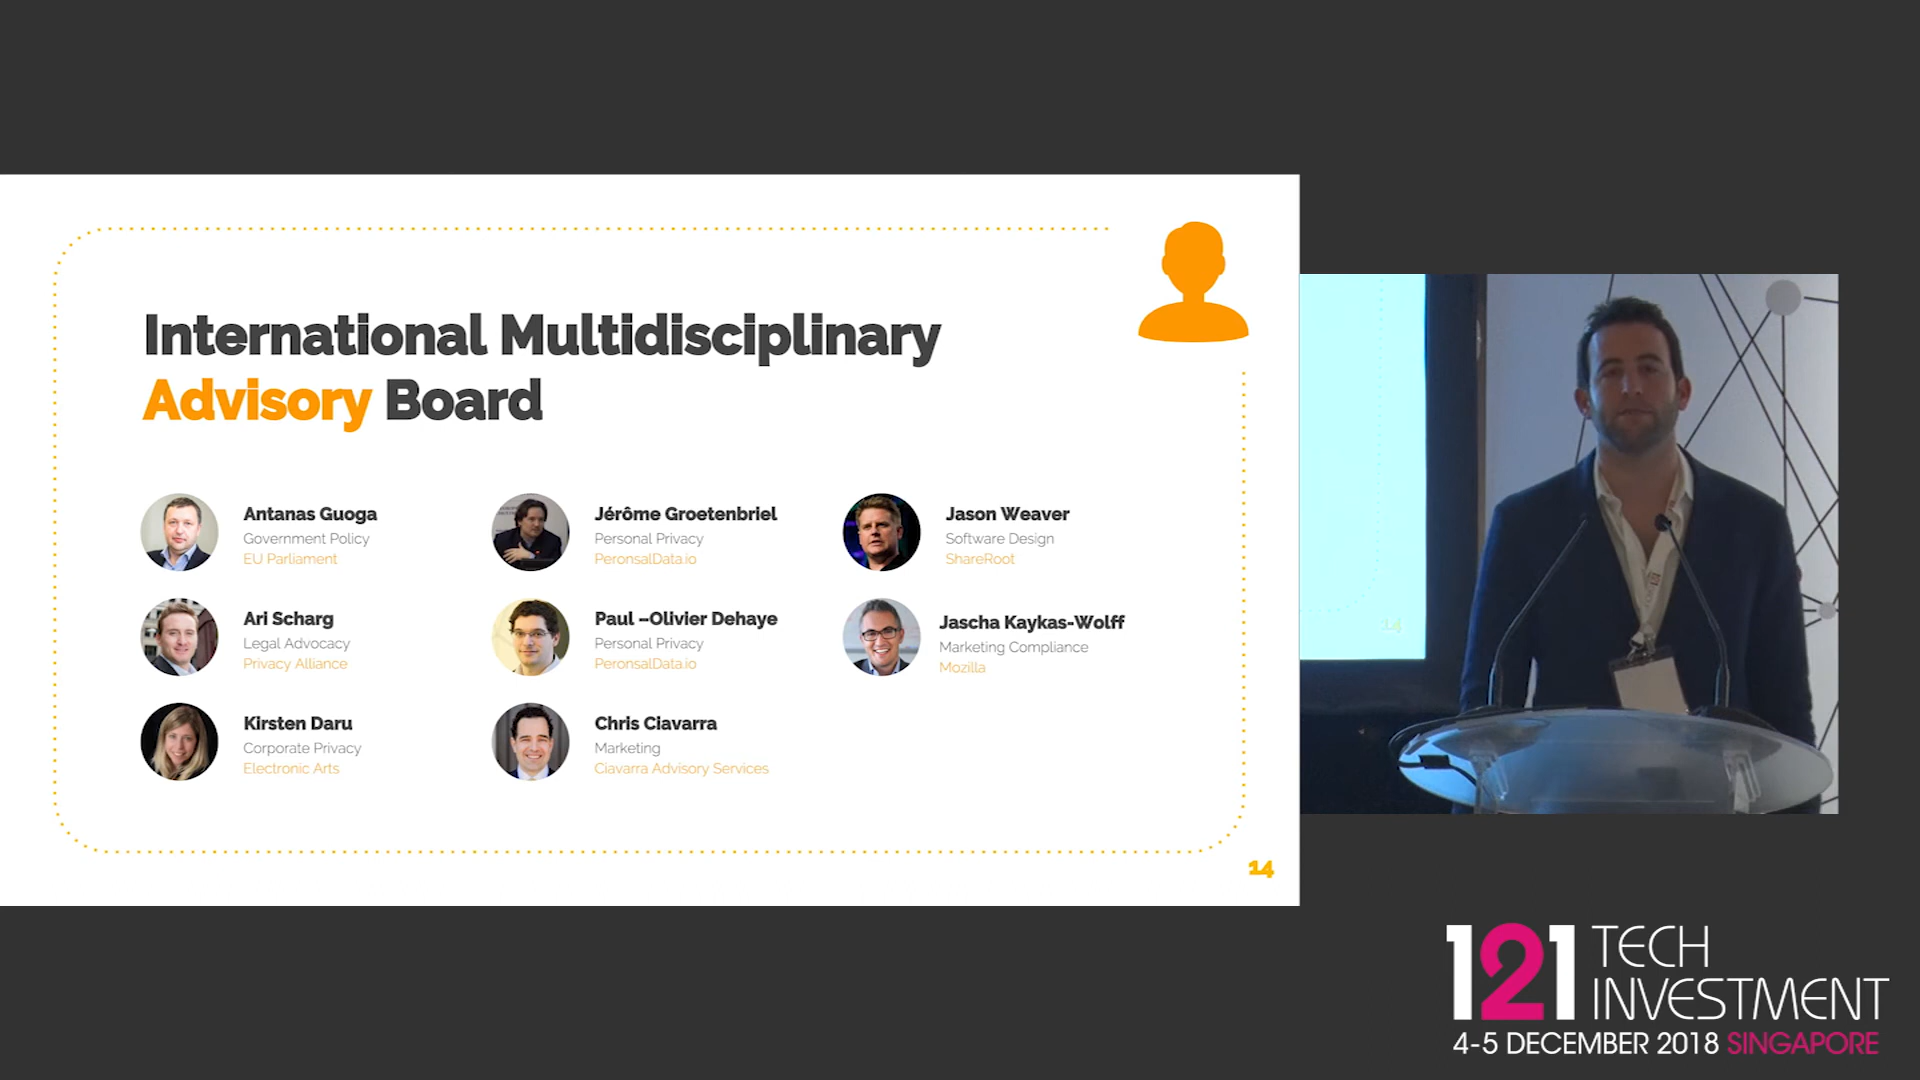 International Multidisciplinary
Advisory Board
Antanas Guoga
Government Policy
EU Parliament
Jérôme Groetenbriel
Personal Privacy
PeronsalData.io
Jason Weaver
Software Design
ShareRoot
Ari Scharg
Legal Advocacy
Privacy Alliance
Paul –Olivier Dehaye
Personal Privacy
PeronsalData.io
Jascha Kaykas-Wolff
Marketing Compliance
Mozilla
Kirsten Daru
Corporate Privacy
Electronic Arts
Chris Ciavarra
Marketing
Ciavarra Advisory Services
14
14
121 TECH
INVESTMENT
4-5 DECEMBER 2018 SINGAPORE